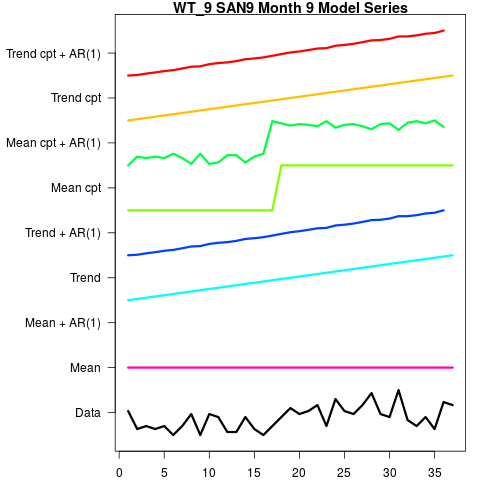 WT_9 SAN9 Month 9 Model Series
Trend cpt + AR(1)
Trend cpt
Mean cpt + AR(1)
Mean cpt
Trend + AR(1)
Trend
Mean + AR(1)
Mean
Data
0 5 10 15 20 25 30 35